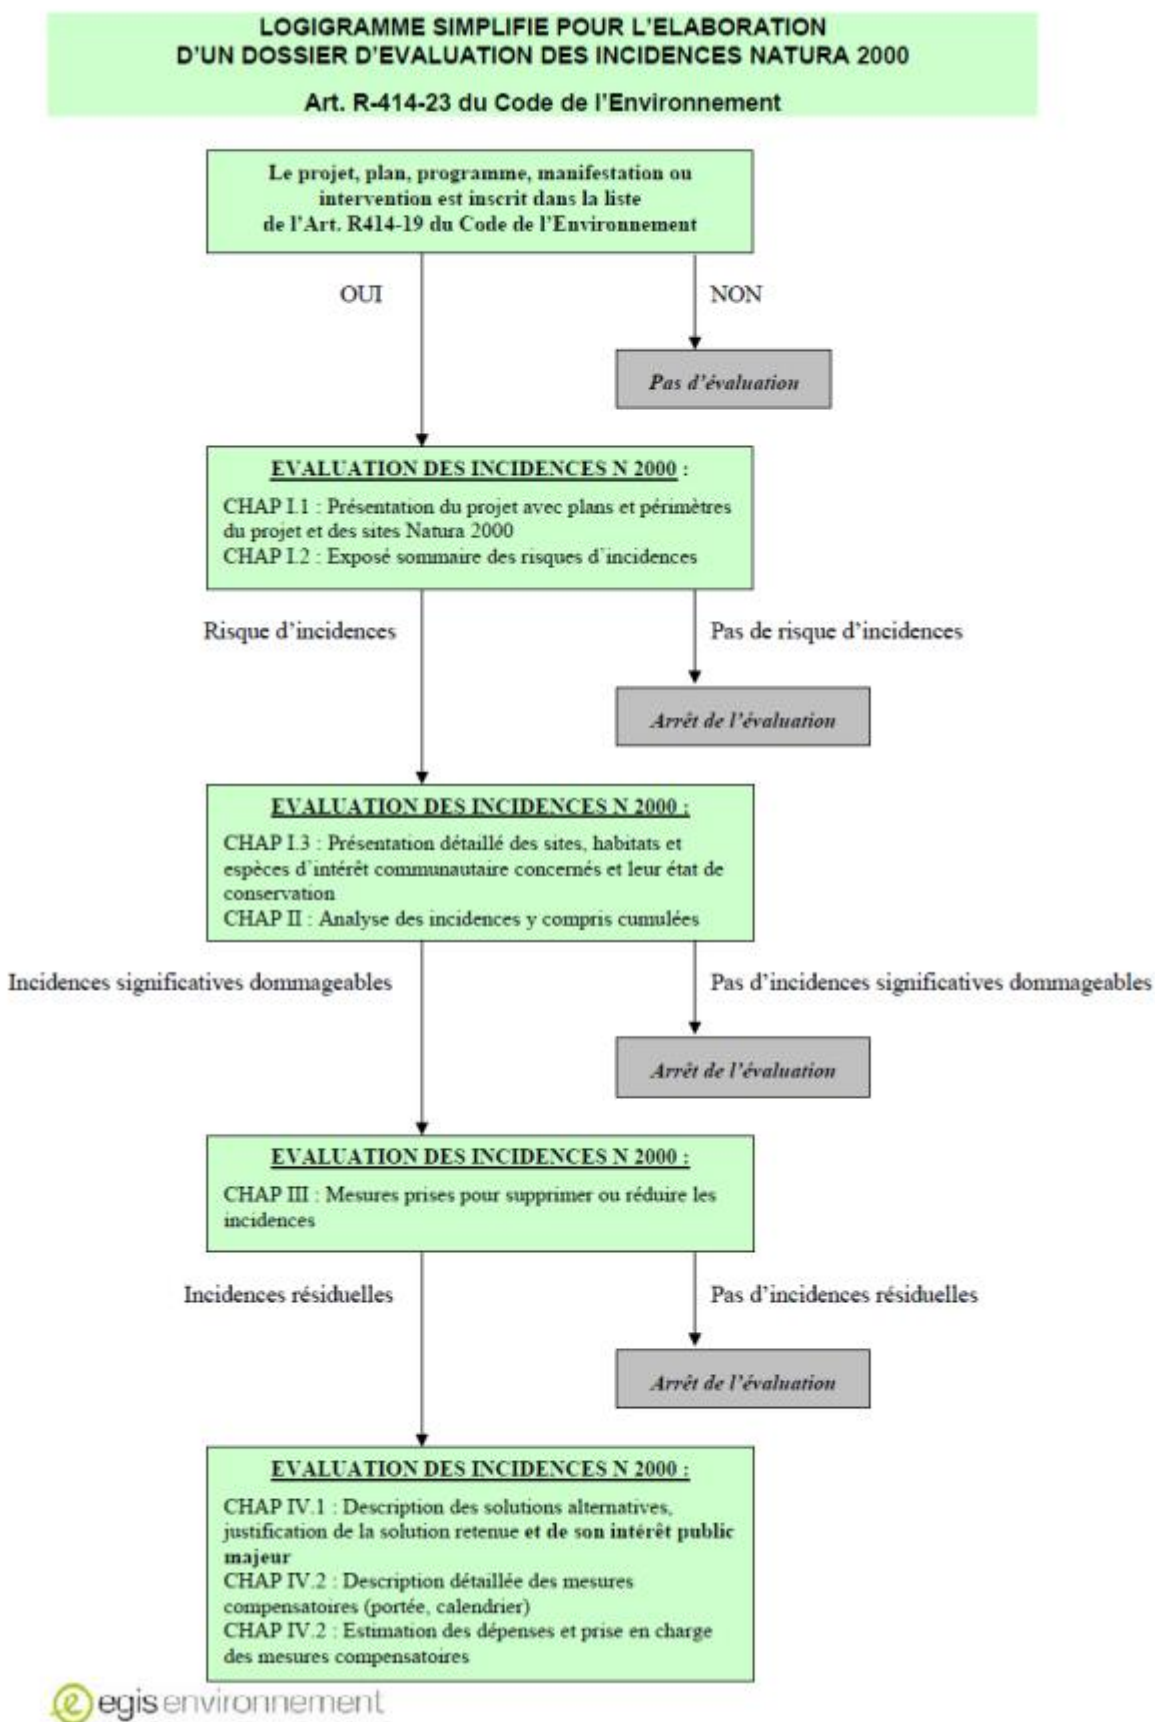 LOGIGRAMME SIMPLIFIE POUR L'ELABORATION
D'UN DOSSIER D'EVALUATION DES INCIDENCES NATURA 2000
Art. R-414-23 du Code de l'Environnement
Le projet, plan, programme, manifestation ou
intervention est inscrit dans la liste
de l'Art. R414-19 du Code de l'Environnement
OUI
NON
Pas d'évaluation
EVALUATION DES INCIDENCES N 2000 :
CHAP I.1 : Présentation du projet avec plans et périmètres
du projet et des sites Natura 2000
CHAP I.2 : Exposé sommaire des risques d'incidences
Risque d'incidences
Pas de risque d'incidences
Arrêt de l'évaluation
EVALUATION DES INCIDENCES N 2000 :
CHAP I.3 : Présentation détaillé des sites, habitats et
espèces d'intérêt communautaire concernés et leur état de
conservation
CHAP II : Analyse des incidences y compris cumulées
Incidences significatives dommageables
Pas d'incidences significatives dommageables
Arrêt de l'évaluation
EVALUATION DES INCIDENCES N 2000 :
CHAP III : Mesures prises pour supprimer ou réduire les
incidences
Incidences résiduelles
Pas d'incidences résiduelles
Arrêt de l'évaluation
EVALUATION DES INCIDENCES N 2000 :
CHAP IV.1 : Description des solutions alternatives,
justification de la solution retenue et de son intérêt public
majeur
CHAP IV.2 : Description détaillée des mesures
compensatoires (portée, calendrier)
CHAP IV.2 : Estimation des dépenses et prise en charge
des mesures compensatoires
egis environnement